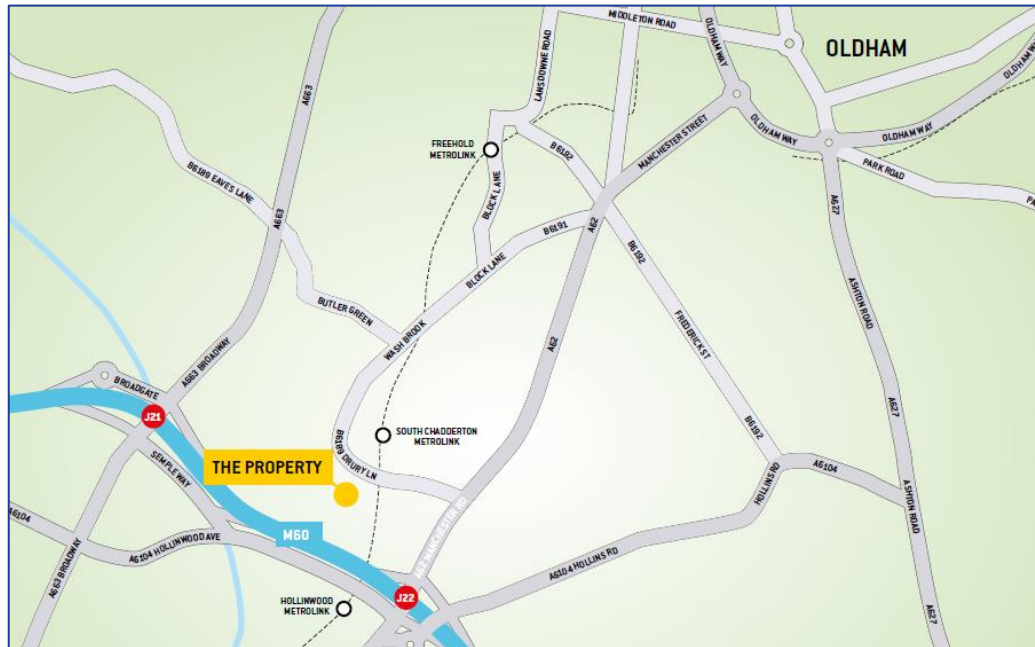 MIDDLETON ROAD
OLDHAM WAY
OLDHAM
LANSDOWNE ROAD
A663
OLDHAM WAY
MANCHESTER STREET
OLDHAM WAY
OLDHAM WAY
FREEHOLD
METROLINK
B6192
PARK ROAD
B6189 EAVES LANE
BLOCK LANE
A627
PA
A663
B6191
A62
B6192
BLOCK LANE
ASHTON ROAD
BUTLER GREEN
WASH BROOK
A62
FREDERICK ST
A663 BROADWAY
BROADGATE
A627
J21
SOUTH CHADDERTON
METROLINK
B6192
B6189 DRURY LN
SEMPLE WAY
THE PROPERTY
HOLLINS RD
A6104
ASHTON ROAD
A6104
A62 MANCHESTER RD
M60
A6104 HOLLINWOOD AVE
A6104 HOLLINS RD
A663 BROADWAY
J22
HOLLINWOOD
METROLINK
A627